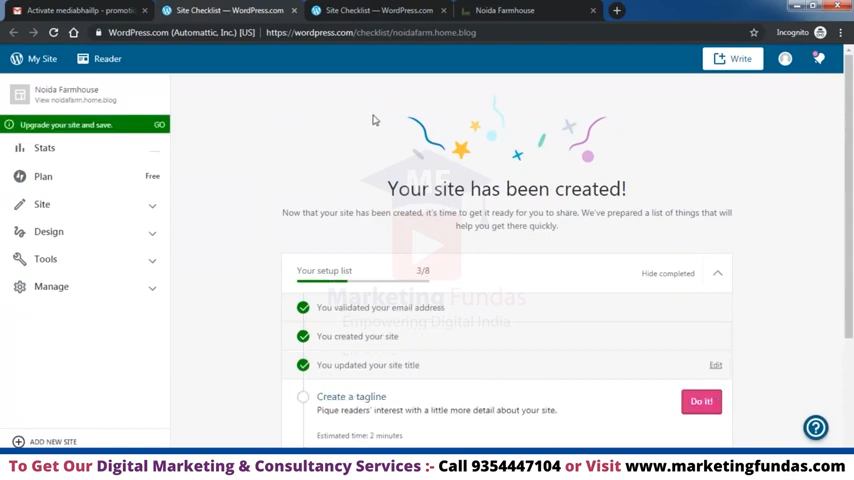 Activate mediabhaillp - promotic
Site Checklist — WordPress.com
Site Checklist — WordPress.com
Noida Farmhouse
WordPress.com (Automattic, Inc.) [US]
https://wordpress.com/checklist/noidafarm.home.blog
Incognito
My Site
Reader
Write
Noida Farmhouse
View noidafarm.home.blog
Upgrade your site and save.
GO
Stats
Plan
Free
Site
Design
Tools
Manage
ADD NEW SITE
MF
Your site has been created!
Now that your site has been created, it's time to get it ready for you to share. We've prepared a list of things that will
help you get there quickly.
Your setup list
3/8
Hide completed
Marketing Fundas
Empowering Digital India
You validated your email address
You created your site
You updated your site title
Edit
Create a tagline
Pique readers' interest with a little more detail about your site.
Do it!
Estimated time: 2 minutes
To Get Our Digital Marketing & Consultancy Services :- Call 9354447104 or Visit www.marketingfundas.com